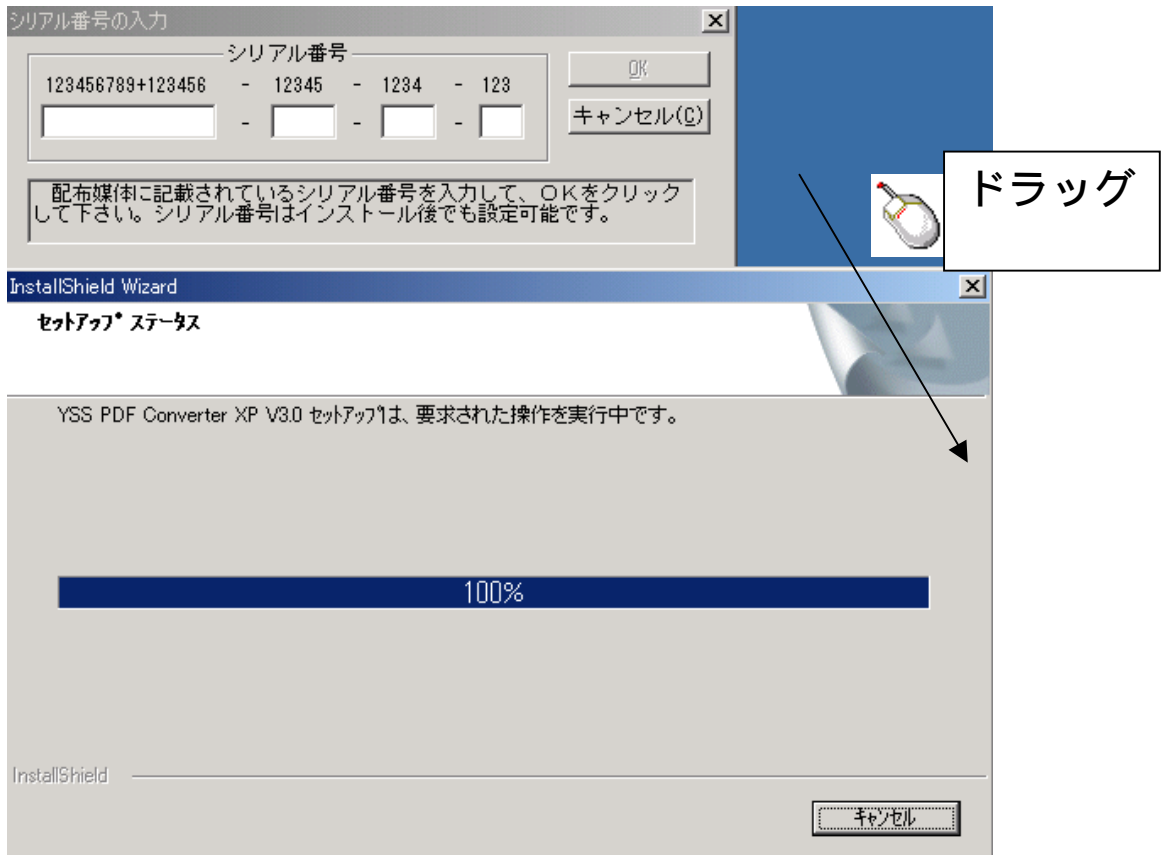 シリアル番号の入力
シリアル番号
123456789+123456 - 12345 - 1234 - 123
- - -
OK
キャンセル(C)
配布媒体に記載されているシリアル番号を入力して、ＯＫをクリック
して下さい。シリアル番号はインストール後でも設定可能です。
ドラッグ
InstallShield Wizard
ｾｯﾄｱｯﾌﾟ ｽﾃｰﾀｽ
YSS PDF Converter XP V3.0 ｾｯﾄｱｯﾌﾟは、要求された操作を実行中です。
100%
InstallShield
ｷｬﾝｾﾙ